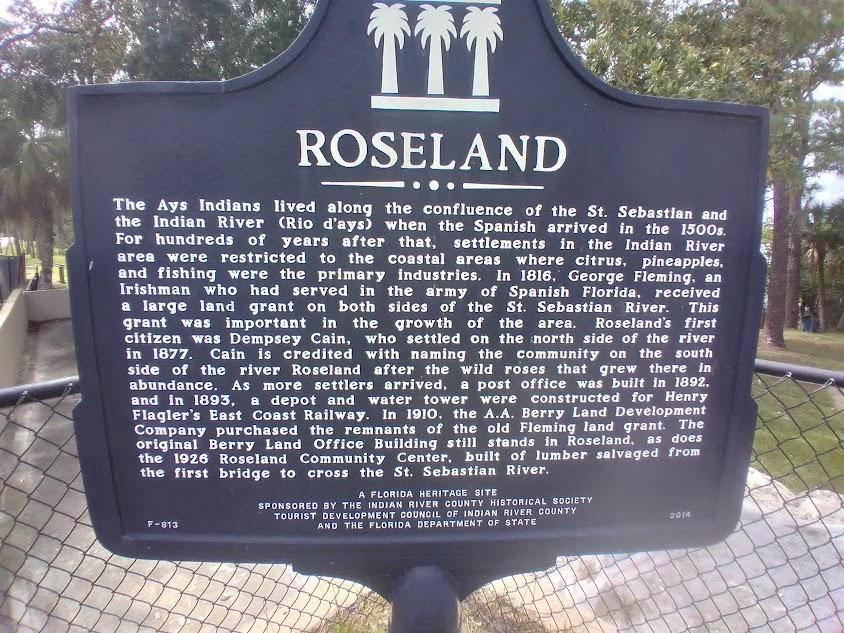 ROSELAND
The Ays Indians lived along the confluence of the St. Sebastian and
the Indian River (Rio d'ays) when the Spanish arrived in the 1500s.
For hundreds of years after that, settlements in the Indian River
area were restricted to the coastal areas where citrus, pineapples,
and fishing were the primary industries. In 1816, George Fleming, an
Irishman who had served in the army of Spanish Florida, received
a large land grant on both sides of the St. Sebastian River. This
grant was important in the growth of the area. Roseland's first
citizen was Dempsey Cain, who settled on the north side of the river
in 1877. Cain is credited with naming the community on the south
side of the river Roseland after the wild roses that grew there in
abundance. As more settlers arrived, a post office was built in 1892,
and in 1893, a depot and water tower were constructed for Henry
Flagler's East Coast Railway. In 1910, the A.A. Berry Land Development
Company purchased the remnants of the old Fleming land grant. The
original Berry Land Office Building still stands in Roseland, as does
the 1926 Roseland Community Center, built of lumber salvaged from
the first bridge to cross the St. Sebastian River.
A FLORIDA HERITAGE SITE
SPONSORED BY THE INDIAN RIVER COUNTY HISTORICAL SOCIETY
TOURIST DEVELOPMENT COUNCIL OF INDIAN RIVER COUNTY
AND THE FLORIDA DEPARTMENT OF STATE
F-813
2014